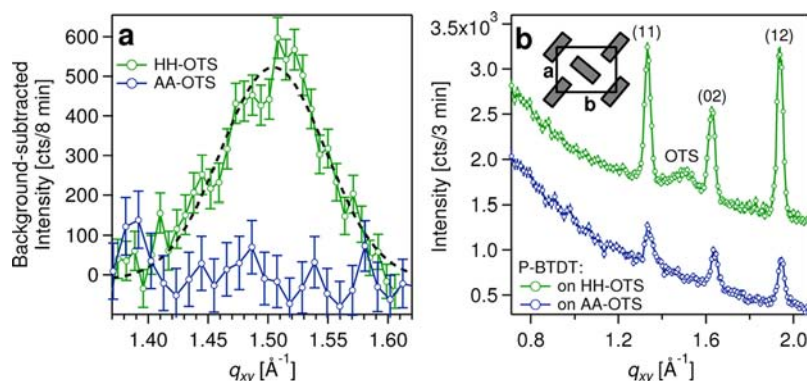 a
HH-OTS
AA-OTS
Background-subtracted
Intensity [cts/8 min]
600
500
400
300
200
100
0
1.40
1.45
1.50
1.55
1.60
q_xy [Å⁻¹]
b
3.5x10³
3.0
2.5
2.0
1.5
1.0
0.5
Intensity [cts/3 min]
(11)
(02)
(12)
a
b
OTS
P-BTDT:
on HH-OTS
on AA-OTS
0.8
1.2
1.6
2.0
q_xy [Å⁻¹]